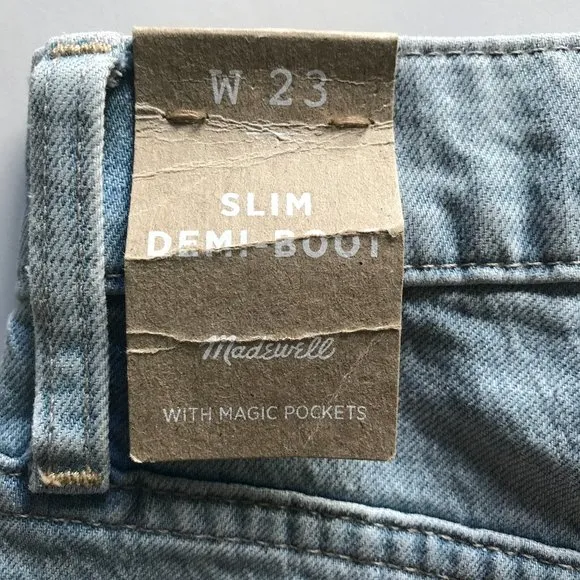 W 23
SLIM
DEMI-BOOT
Madewell
WITH MAGIC POCKETS